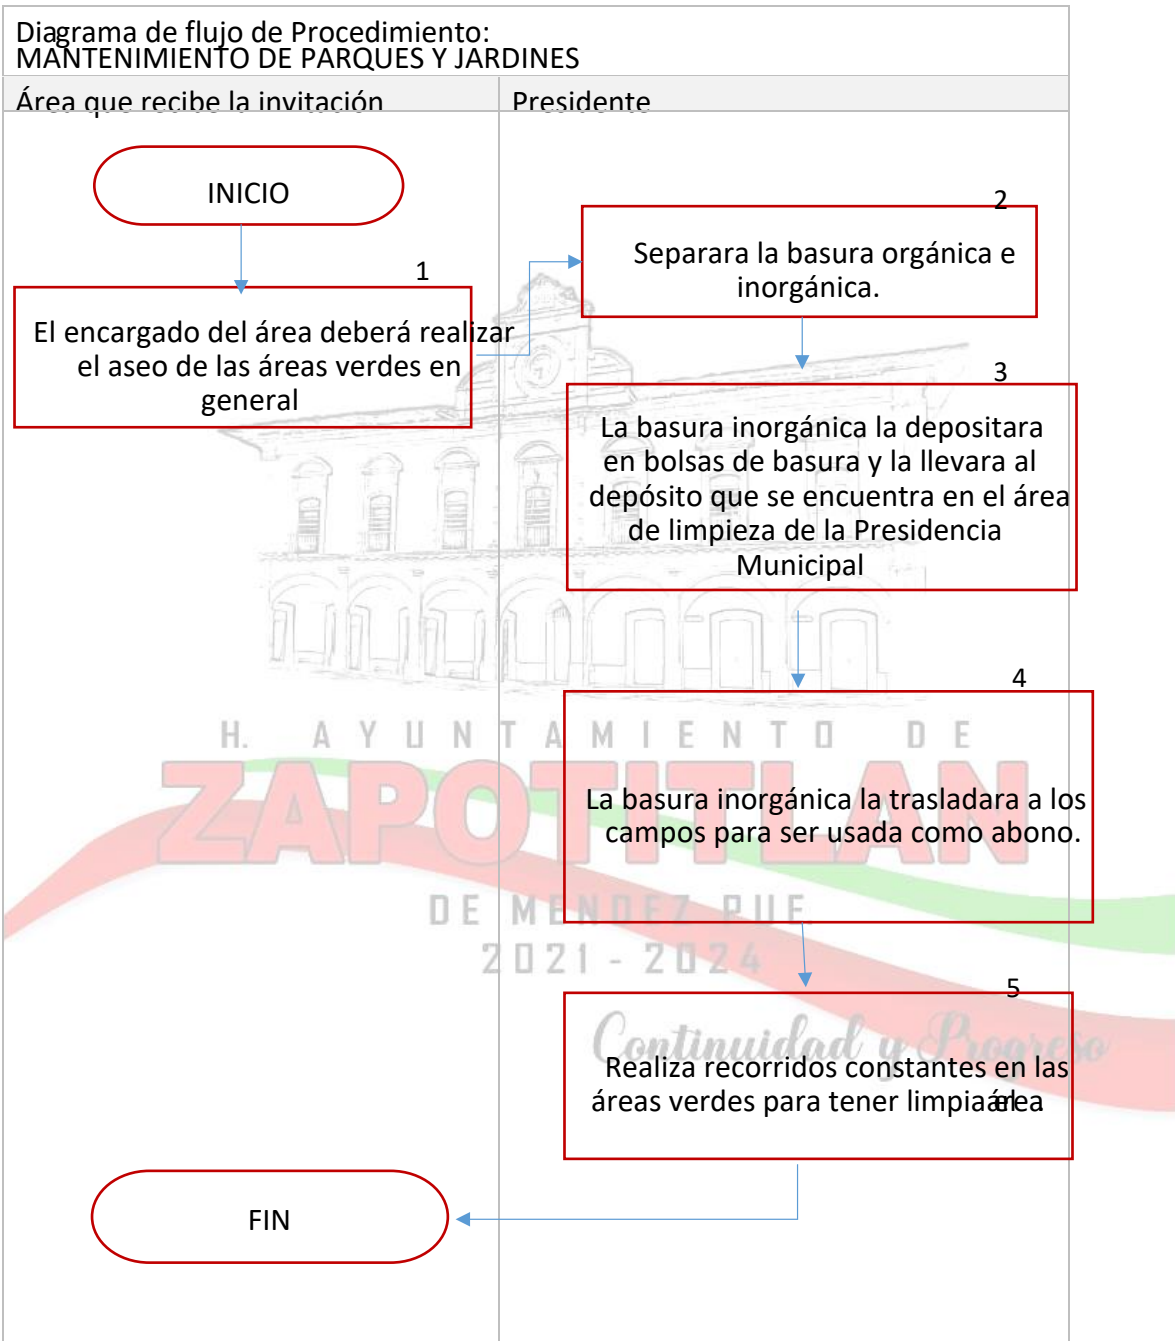 Diagrama de flujo de Procedimiento:
MANTENIMIENTO DE PARQUES Y JARDINES
Área que recibe la invitación
Presidente
INICIO
1
El encargado del área deberá realizar
el aseo de las áreas verdes en
general
2
Separara la basura orgánica e
inorgánica.
3
La basura inorgánica la depositara
en bolsas de basura y la llevara al
depósito que se encuentra en el área
de limpieza de la Presidencia
Municipal
4
La basura inorgánica la trasladara a los
campos para ser usada como abono.
5
Realiza recorridos constantes en las
áreas verdes para tener limpia el área.
FIN
H. AYUNTAMIENTO DE
ZAPOTITLAN
DE MENDEZ PUE.
2021 - 2024
Continuidad y Progreso